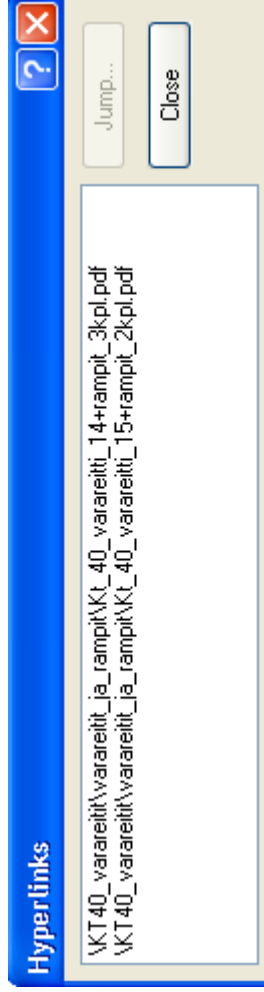 Hyperlinks
\KT40_varareitit\varareitit_ja_rampit\Kt_40_varareitti_14+rampit_3kpl.pdf
\KT40_varareitit\varareitit_ja_rampit\Kt_40_varareitti_15+rampit_2kpl.pdf
Jump...
Close